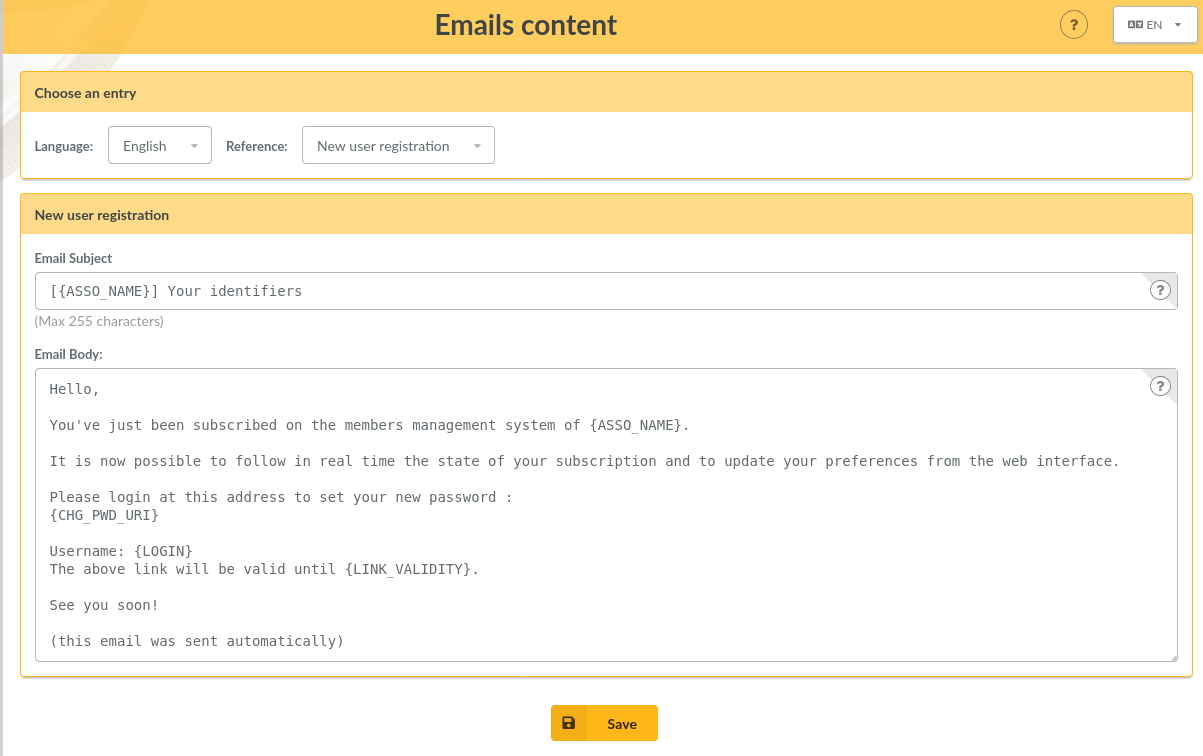 Emails content
?
EN
Choose an entry
Language: English Reference: New user registration
New user registration
Email Subject
[{ASSO_NAME}] Your identifiers
?
(Max 255 characters)
Email Body:
?
Hello,
You've just been subscribed on the members management system of {ASSO_NAME}.
It is now possible to follow in real time the state of your subscription and to update your preferences from the web interface.
Please login at this address to set your new password :
{CHG_PWD_URI}
Username: {LOGIN}
The above link will be valid until {LINK_VALIDITY}.
See you soon!
(this email was sent automatically)
Save